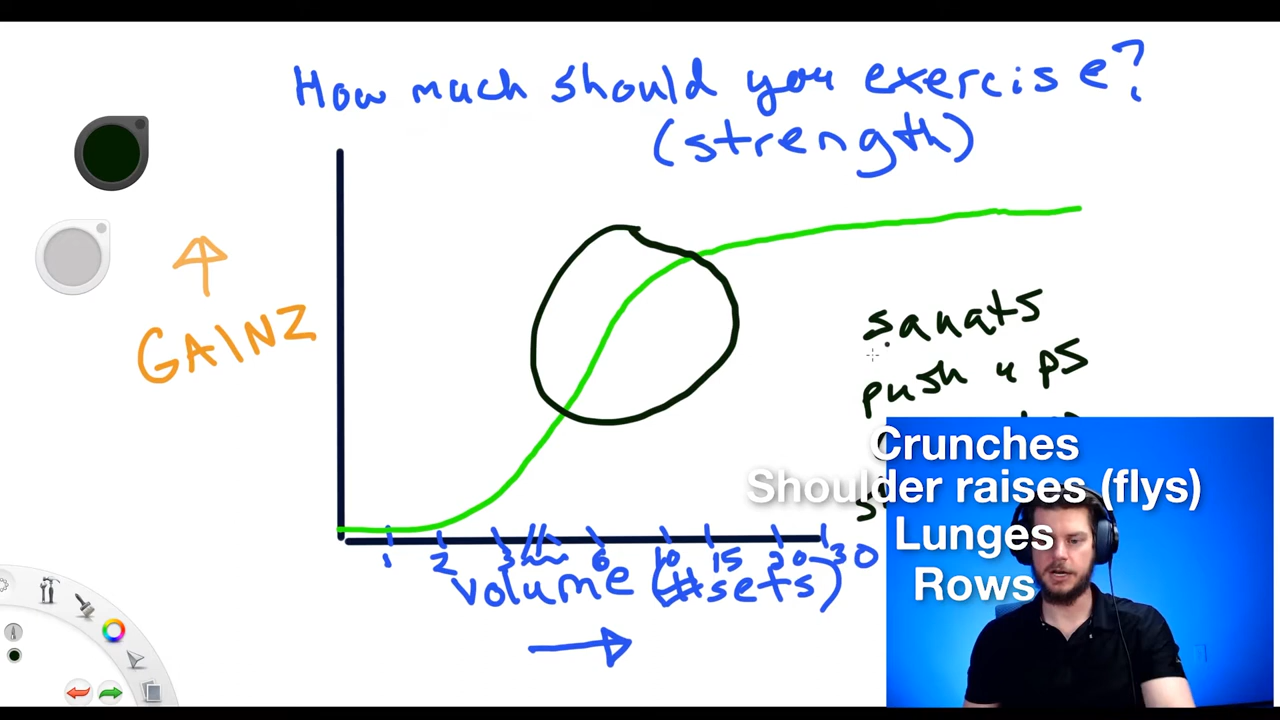 How much should you exercise?
(strength)
GAINZ
squats
push ups
Crunches
Shoulder raises (flys)
Lunges
Rows
1 2 3 6 10 15 20 30
volume (#sets)